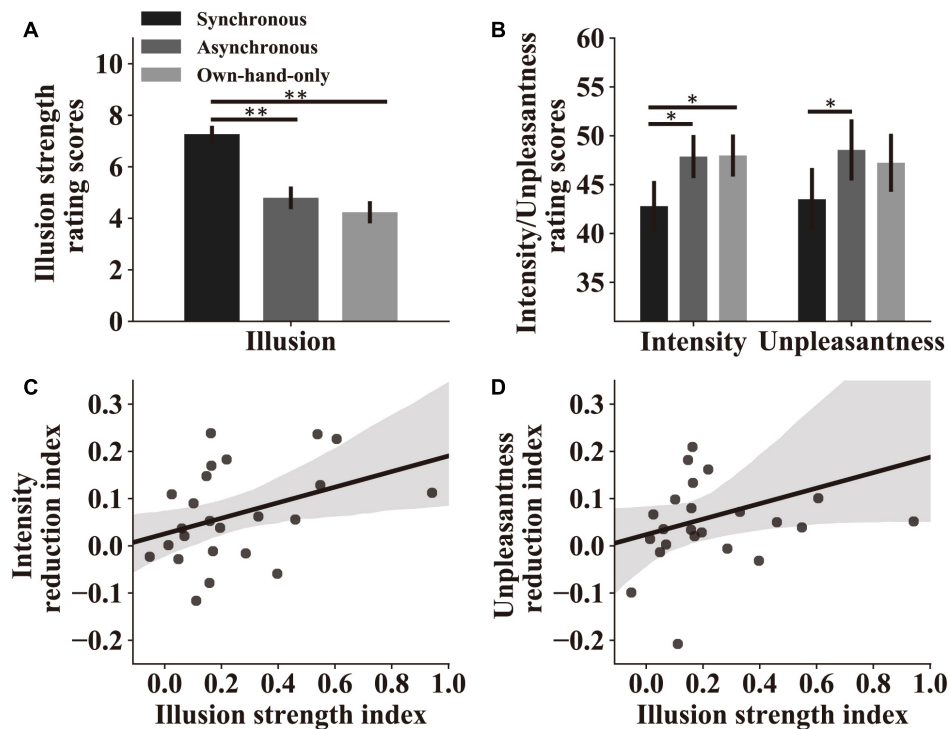 A
Synchronous
Asynchronous
Own-hand-only
10
8
6
4
2
0
Illusion strength
rating scores
**
**
Illusion
B
60
55
50
45
40
35
Intensity/Unpleasantness
rating scores
*
*
*
Intensity
Unpleasantness
C
0.3
0.2
0.1
0.0
−0.1
−0.2
Intensity
reduction index
0.0 0.2 0.4 0.6 0.8 1.0
Illusion strength index
D
0.3
0.2
0.1
0.0
−0.1
−0.2
Unpleasantness
reduction index
0.0 0.2 0.4 0.6 0.8 1.0
Illusion strength index